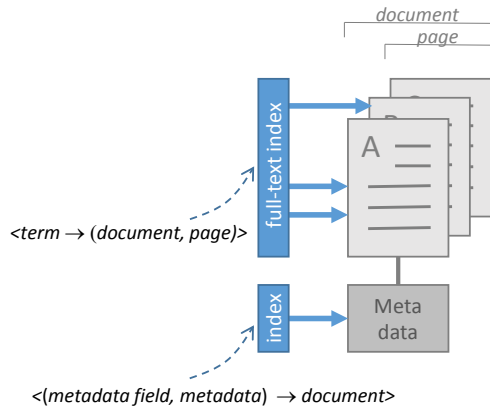 document
page
full-text index
A
<term → (document, page)>
index
Meta
data
<(metadata field, metadata) → document>